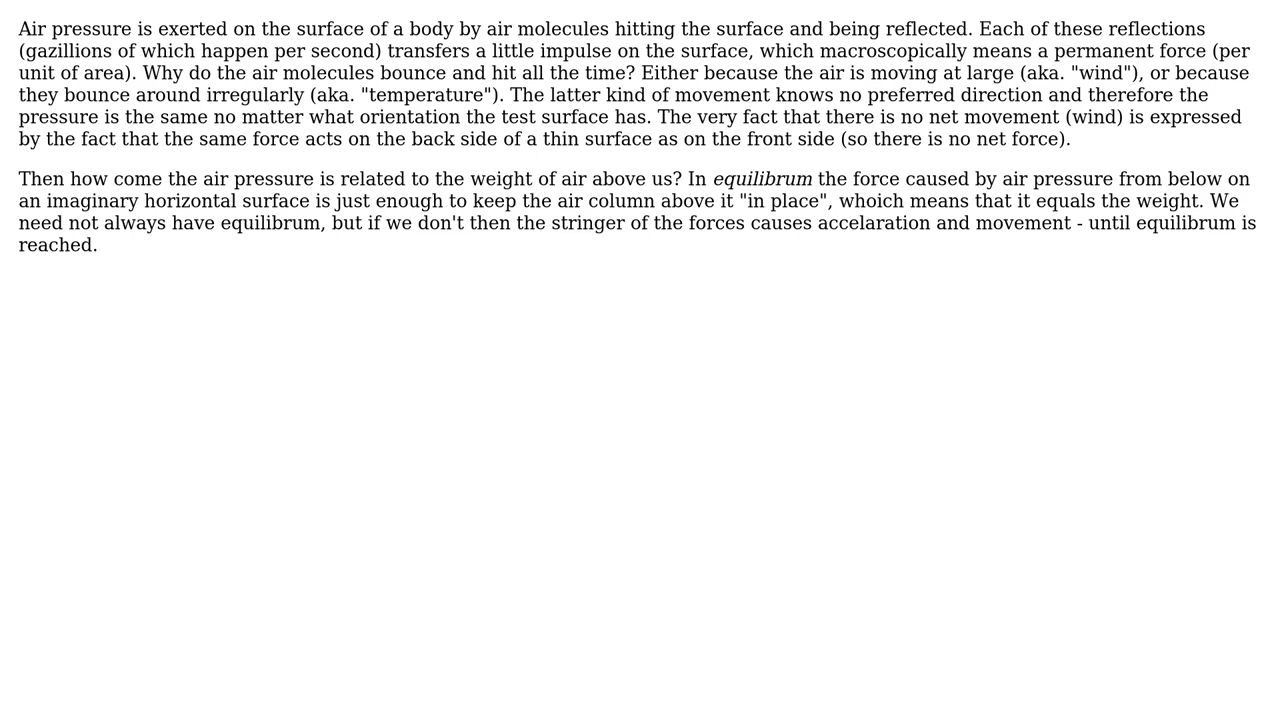 Air pressure is exerted on the surface of a body by air molecules hitting the surface and being reflected. Each of these reflections
(gazillions of which happen per second) transfers a little impulse on the surface, which macroscopically means a permanent force (per
unit of area). Why do the air molecules bounce and hit all the time? Either because the air is moving at large (aka. "wind"), or because
they bounce around irregularly (aka. "temperature"). The latter kind of movement knows no preferred direction and therefore the
pressure is the same no matter what orientation the test surface has. The very fact that there is no net movement (wind) is expressed
by the fact that the same force acts on the back side of a thin surface as on the front side (so there is no net force).
Then how come the air pressure is related to the weight of air above us? In equilibrum the force caused by air pressure from below on
an imaginary horizontal surface is just enough to keep the air column above it "in place", whoich means that it equals the weight. We
need not always have equilibrum, but if we don't then the stringer of the forces causes accelaration and movement - until equilibrum is
reached.